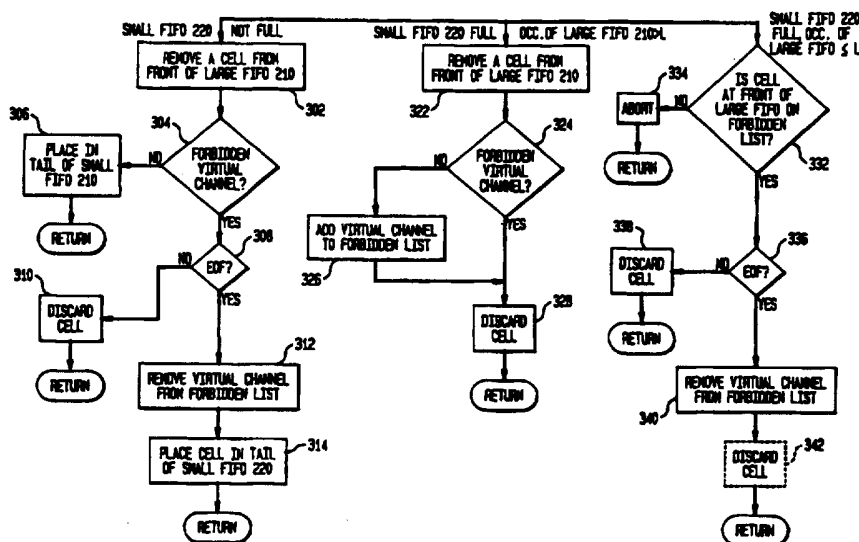 SMALL FIFO 220 NOT FULL
SMALL FIFO 220 FULL
OCC. OF LARGE FIFO 210>L
SMALL FIFO 220
FULL, OCC. OF
LARGE FIFO ≤ L
REMOVE A CELL FROM
FRONT OF LARGE FIFO 210
302
304
FORBIDDEN
VIRTUAL
CHANNEL?
NO
YES
306
PLACE IN
TAIL OF SMALL
FIFO 210
RETURN
308
EOF?
NO
YES
310
DISCARD
CELL
RETURN
312
REMOVE VIRTUAL CHANNEL
FROM FORBIDDEN LIST
PLACE CELL IN TAIL
OF SMALL FIFO 220
314
RETURN
REMOVE A CELL FROM
FRONT OF LARGE FIFO 210
322
324
FORBIDDEN
VIRTUAL
CHANNEL?
NO
YES
ADD VIRTUAL CHANNEL
TO FORBIDDEN LIST
326
328
DISCARD
CELL
RETURN
334
ABORT
NO
RETURN
IS CELL
AT FRONT OF
LARGE FIFO ON
FORBIDDEN
LIST?
332
YES
338
DISCARD
CELL
RETURN
336
EOF?
NO
YES
REMOVE VIRTUAL CHANNEL
FROM FORBIDDEN LIST
340
DISCARD
CELL
342
RETURN